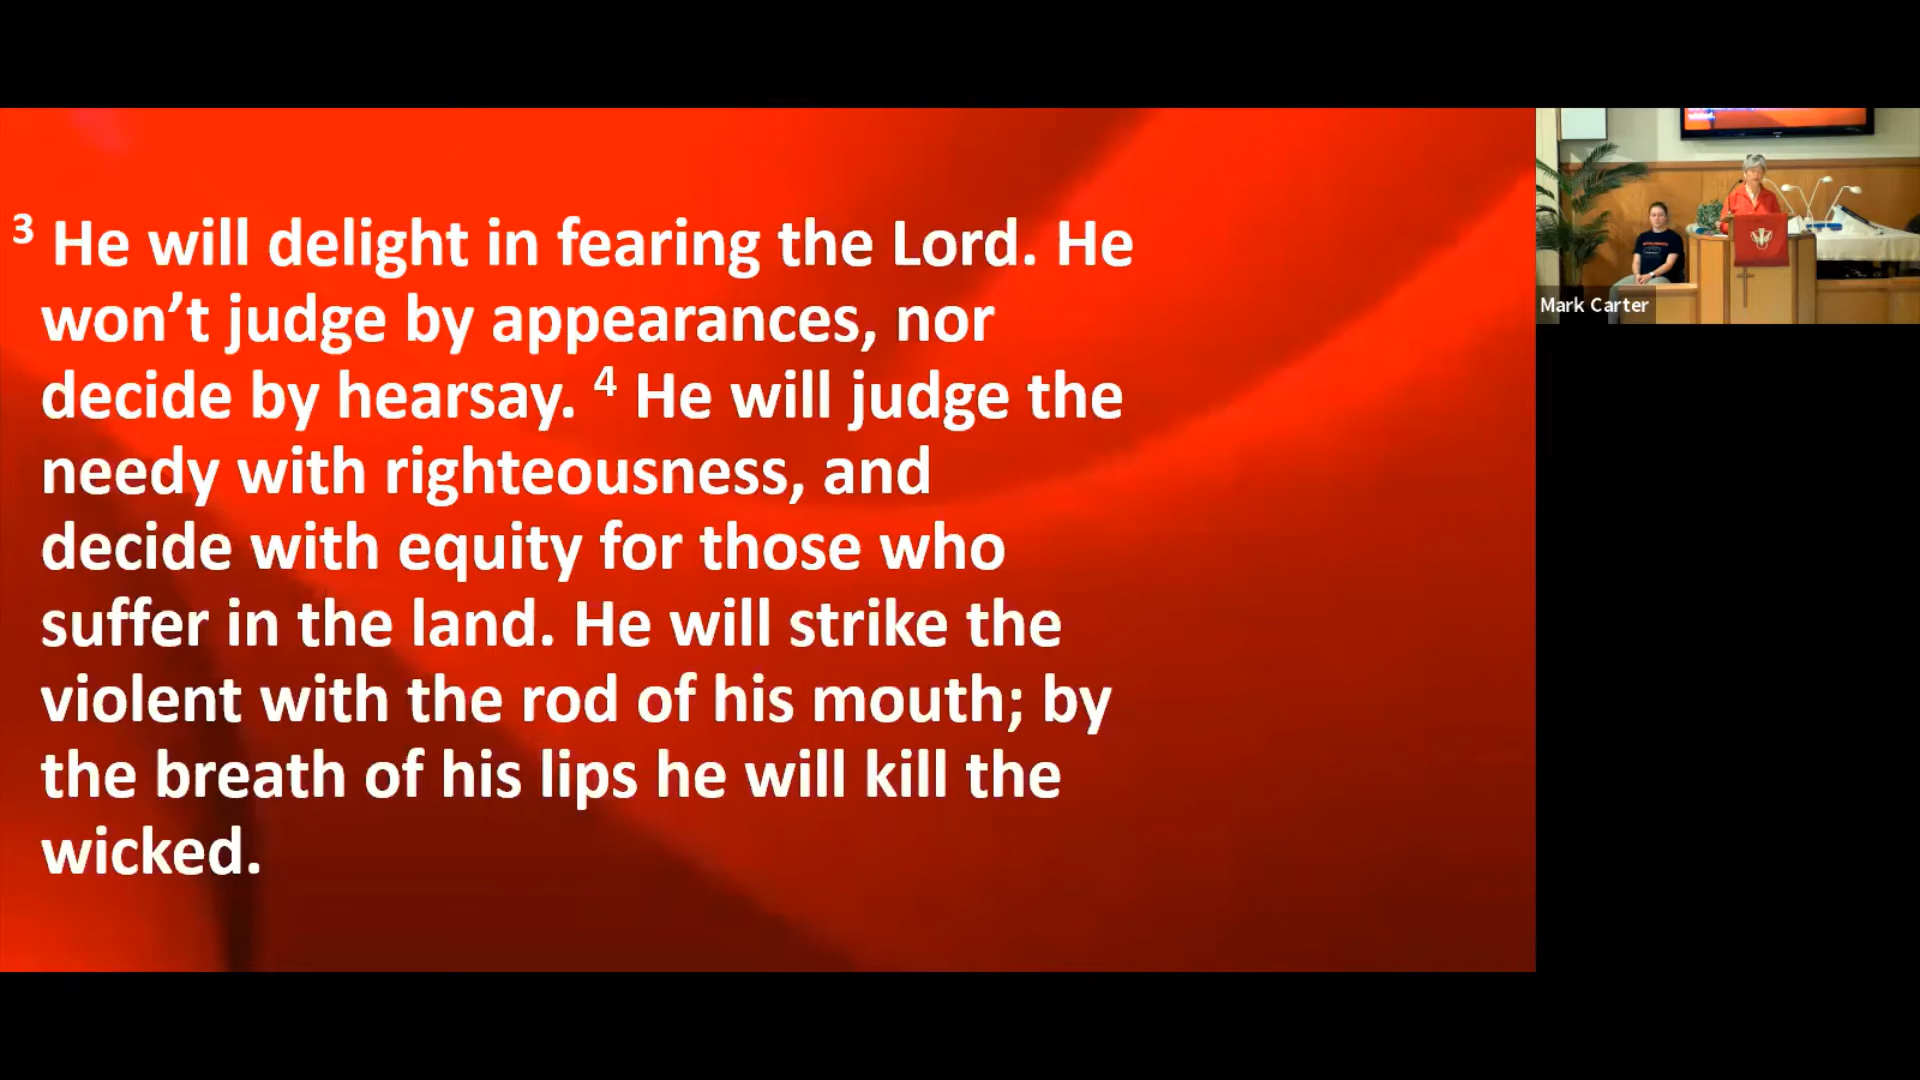 ³ He will delight in fearing the Lord. He
won’t judge by appearances, nor
decide by hearsay. ⁴ He will judge the
needy with righteousness, and
decide with equity for those who
suffer in the land. He will strike the
violent with the rod of his mouth; by
the breath of his lips he will kill the
wicked.
wicked.
Mark Carter